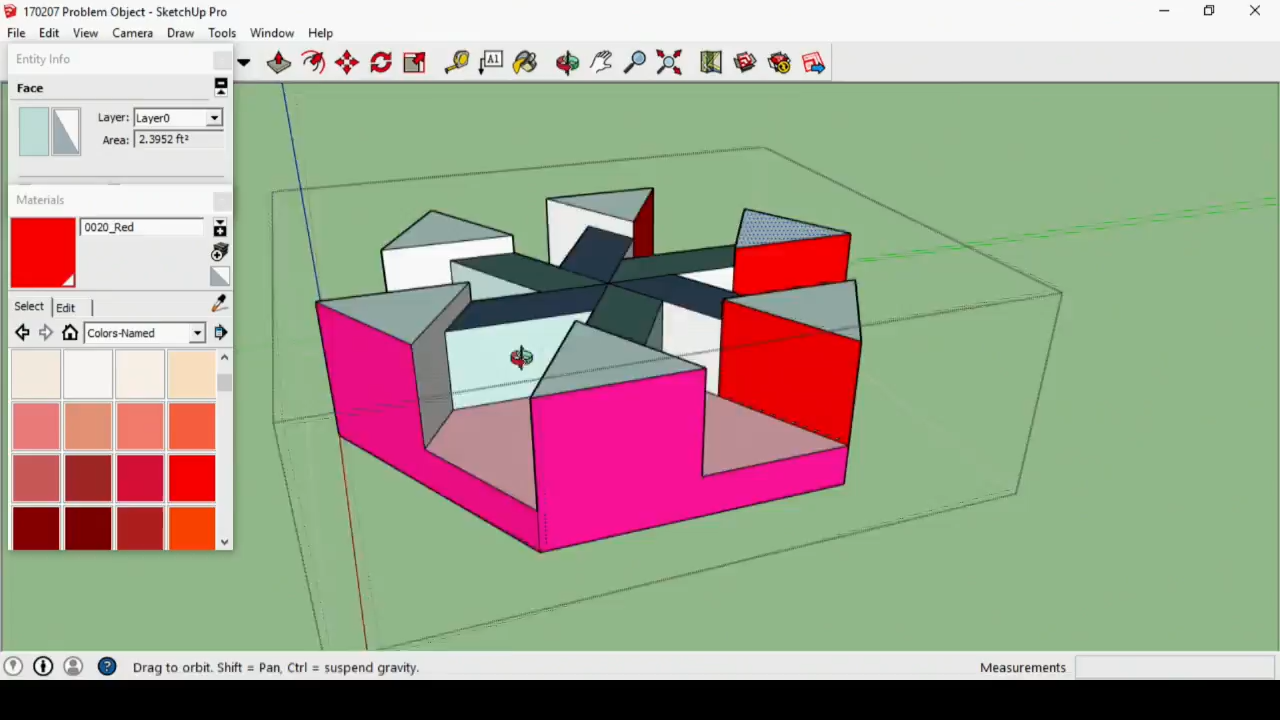 170207 Problem Object - SketchUp Pro
File Edit View Camera Draw Tools Window Help
Entity Info
A1
Face
Layer: Layer0
Area: 2.3952 ft²
Materials
0020_Red
Select Edit
Colors-Named
Drag to orbit. Shift = Pan, Ctrl = suspend gravity.
Measurements